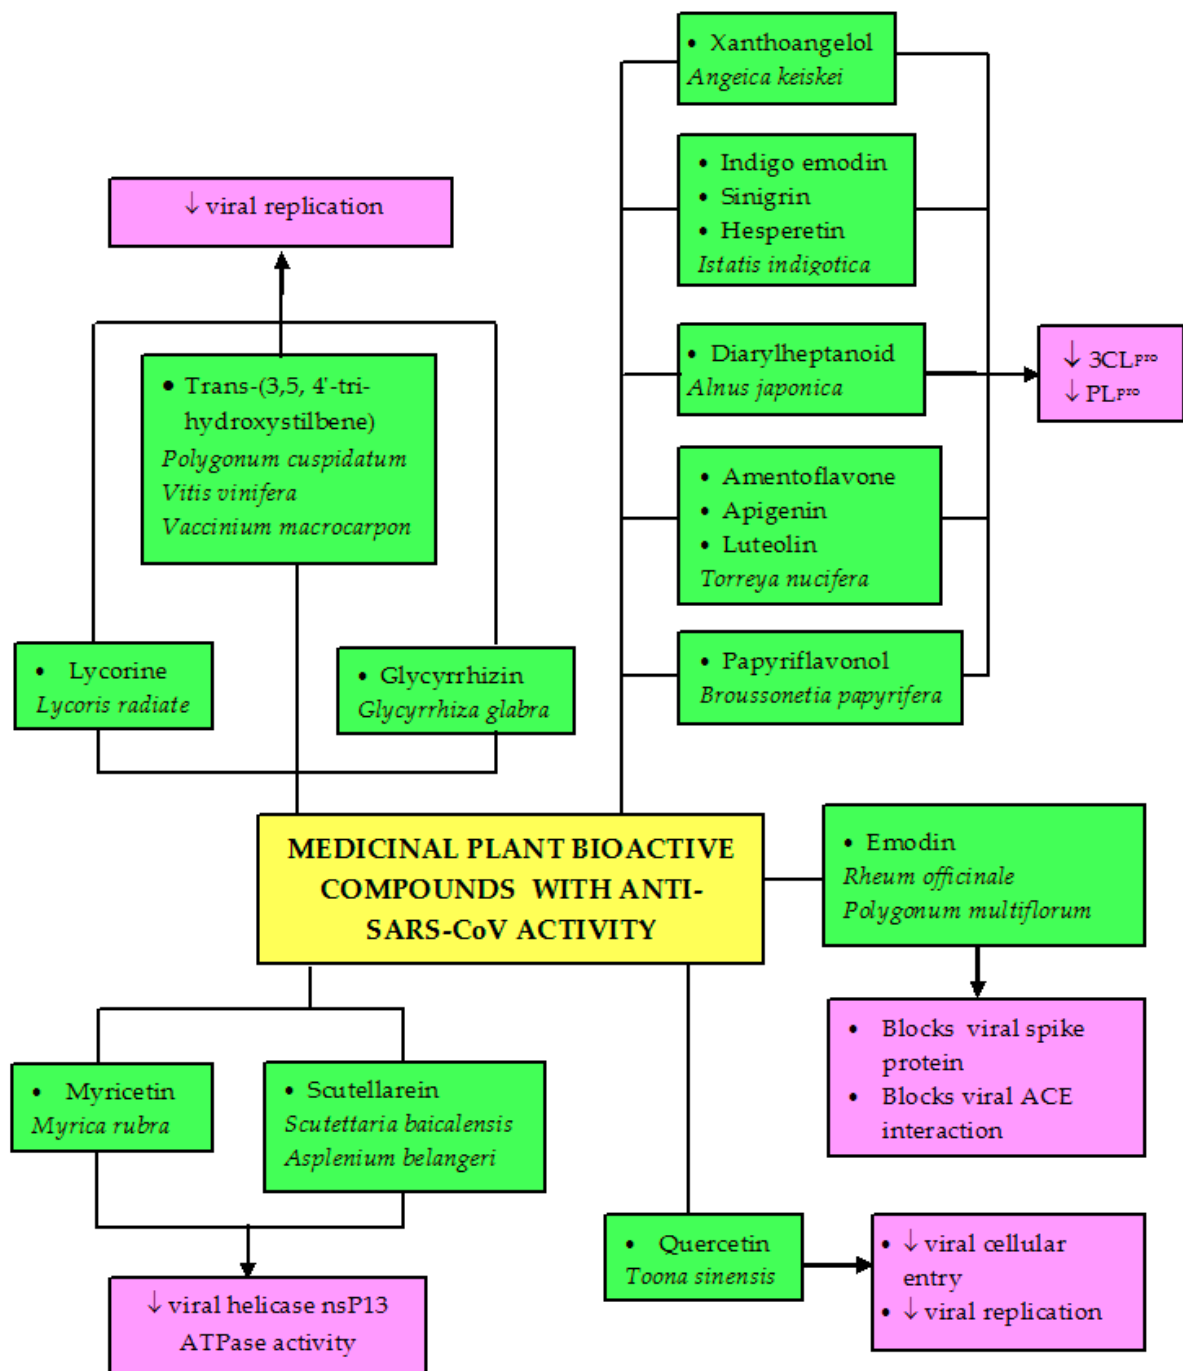 • Xanthoangelol
Angeica keiskei
• Indigo emodin
• Sinigrin
• Hesperetin
Istatis indigotica
↓ viral replication
• Diarylheptanoid
Alnus japonica
↓ 3CLᵖʳᵒ
↓ PLᵖʳᵒ
• Trans-(3,5, 4'-tri-
hydroxystilbene)
Polygonum cuspidatum
Vitis vinifera
Vaccinium macrocarpon
• Amentoflavone
• Apigenin
• Luteolin
Torreya nucifera
• Lycorine
Lycoris radiate
• Glycyrrhizin
Glycyrrhiza glabra
• Papyriflavonol
Broussonetia papyrifera
MEDICINAL PLANT BIOACTIVE
COMPOUNDS WITH ANTI-
SARS-CoV ACTIVITY
• Emodin
Rheum officinale
Polygonum multiflorum
• Blocks viral spike
protein
• Blocks viral ACE
interaction
• Myricetin
Myrica rubra
• Scutellarein
Scutettaria baicalensis
Asplenium belangeri
• Quercetin
Toona sinensis
• ↓ viral cellular
entry
• ↓ viral replication
↓ viral helicase nsP13
ATPase activity